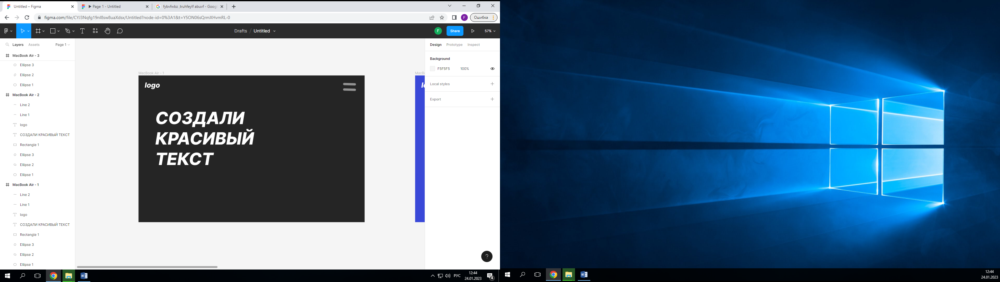 Untitled – Figma
Page 1 - Untitled
fybvfwbz ,truhfeylf abuvf - Goog
figma.com/file/CYJ3Nqfg19nI8sw8uaXdsx/Untitled?node-id=0%3A1&t=Y5ON06sQrmXHvmRL-0
F
Ошибка
Drafts / Untitled
F
Share
57%
Layers
Assets
Page 1
MacBook Air - 3
Ellipse 3
Ellipse 2
Ellipse 1
MacBook Air - 2
Line 2
Line 1
logo
СОЗДАЛИ КРАСИВЫЙ ТЕКСТ
Rectangle 1
Ellipse 3
Ellipse 2
Ellipse 1
MacBook Air - 1
Line 2
Line 1
logo
СОЗДАЛИ КРАСИВЫЙ ТЕКСТ
Rectangle 1
Ellipse 3
Ellipse 2
Ellipse 1
MacBook Air - 1
logo
СОЗДАЛИ
КРАСИВЫЙ
ТЕКСТ
MacB
lo
Design
Prototype
Inspect
Background
F5F5F5
100%
Local styles
Export
?
РУС
12:44
24.01.2023
4
12:44
24.01.2023